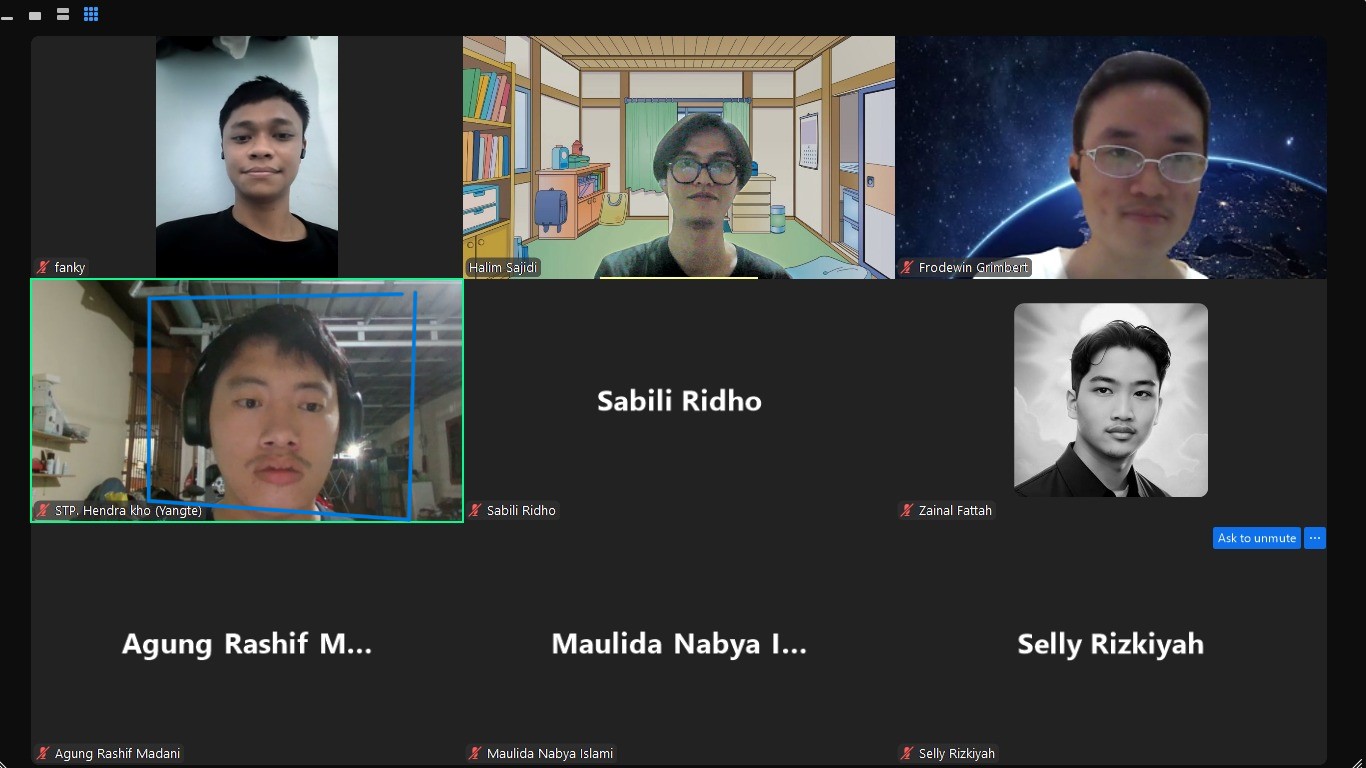 fanky
Halim Sajidi
Frodewin Grimbert
Sabili Ridho
STP. Hendra kho (Yangte)
Sabili Ridho
Zainal Fattah
Ask to unmute
...
Agung Rashif M...
Maulida Nabya I...
Selly Rizkiyah
Agung Rashif Madani
Maulida Nabya Islami
Selly Rizkiyah